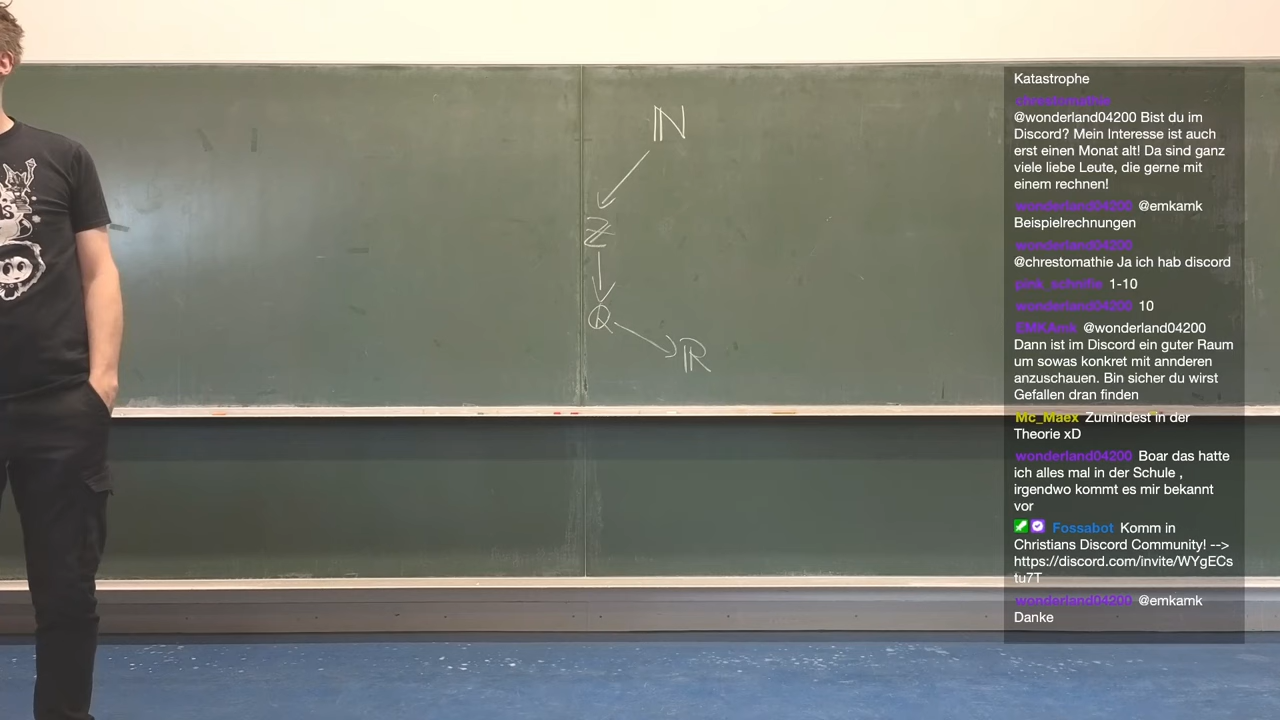 ℕ
ℤ
ℚ
ℝ
Katastrophe
chrestomathie
@wonderland04200 Bist du im
Discord? Mein Interesse ist auch
erst einen Monat alt! Da sind ganz
viele liebe Leute, die gerne mit
einem rechnen!
wonderland04200 @emkamk
Beispielrechnungen
wonderland04200
@chrestomathie Ja ich hab discord
1-10
wonderland04200 10
EMKAmk @wonderland04200
Dann ist im Discord ein guter Raum
um sowas konkret mit annderen
anzuschauen. Bin sicher du wirst
Gefallen dran finden
Mc_Maex Zumindest in der
Theorie xD
wonderland04200 Boar das hatte
ich alles mal in der Schule ,
irgendwo kommt es mir bekannt
vor
Fossabot Komm in
Christians Discord Community! -->
https://discord.com/invite/WYgECs
tu7T
wonderland04200 @emkamk
Danke